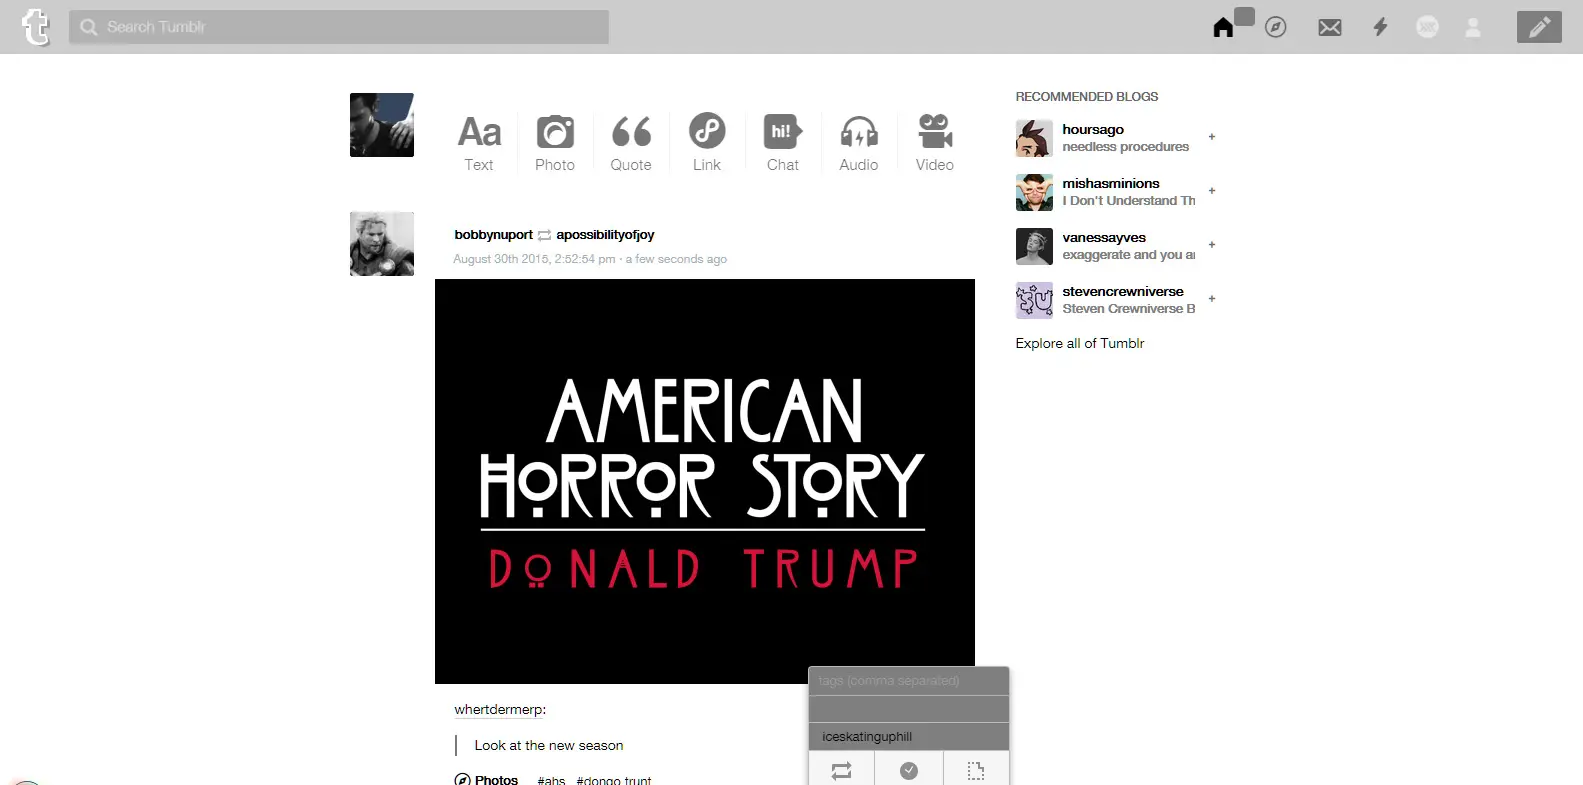 t
Search Tumblr
Aa
hi!
Text
Photo
Quote
Link
Chat
Audio
Video
bobbynuport apossibilityofjoy
August 30th 2015, 2:52:54 pm · a few seconds ago
AMERICAN
HORROR STORY
DONALD TRUMP
whertdermerp:
Look at the new season
Photos #ahs #dongo trunt
tags (comma separated)
iceskatinguphill
RECOMMENDED BLOGS
hoursago
needless procedures
+
mishasminions
I Don't Understand Th
+
vanessayves
exaggerate and you ar
+
SU
stevencrewniverse
Steven Crewniverse B
+
Explore all of Tumblr